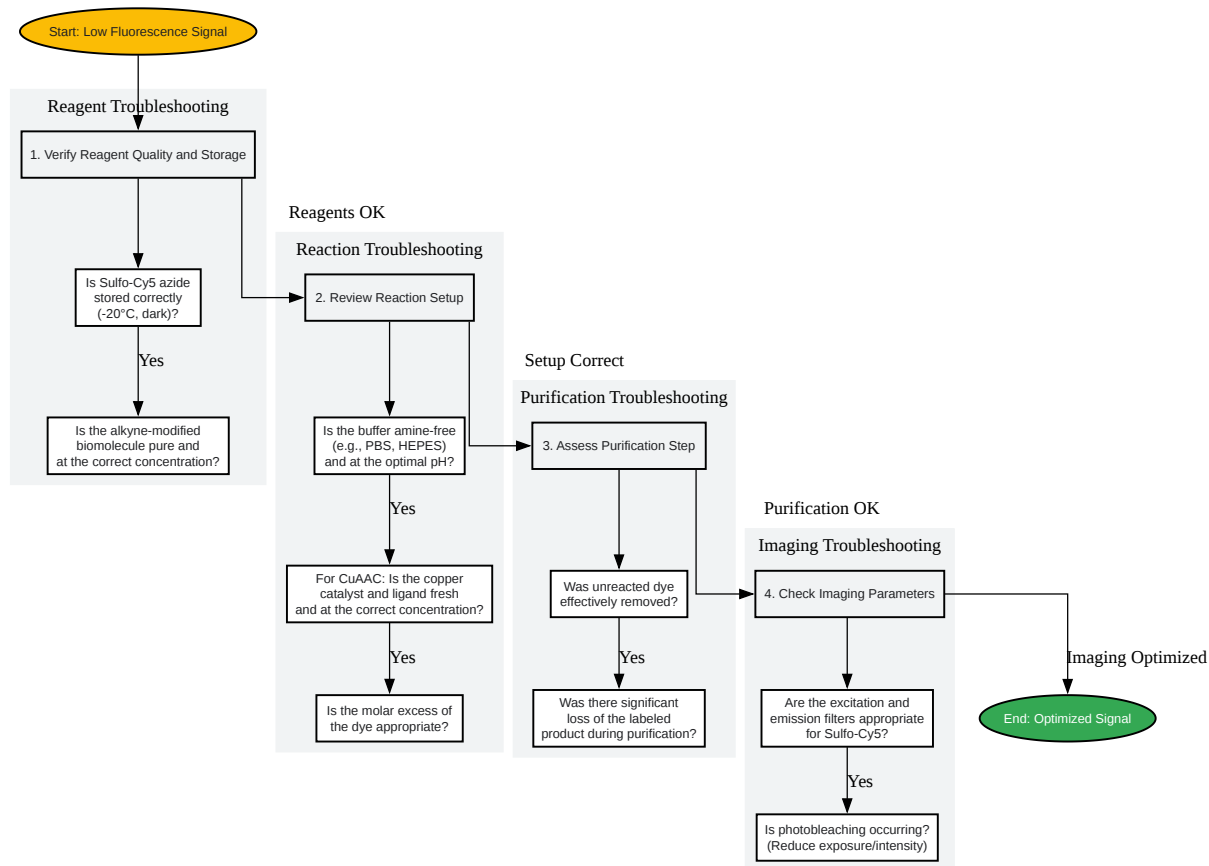 Start: Low Fluorescence Signal
Reagent Troubleshooting
1. Verify Reagent Quality and Storage
Is Sulfo-Cy5 azide
stored correctly
(-20°C, dark)?
Yes
Is the alkyne-modified
biomolecule pure and
at the correct concentration?
Reagents OK
Reaction Troubleshooting
2. Review Reaction Setup
Is the buffer amine-free
(e.g., PBS, HEPES)
and at the optimal pH?
Yes
For CuAAC: Is the copper
catalyst and ligand fresh
and at the correct concentration?
Yes
Is the molar excess of
the dye appropriate?
Setup Correct
Purification Troubleshooting
3. Assess Purification Step
Was unreacted dye
effectively removed?
Yes
Was there significant
loss of the labeled
product during purification?
Purification OK
Imaging Troubleshooting
4. Check Imaging Parameters
Are the excitation and
emission filters appropriate
for Sulfo-Cy5?
Yes
Is photobleaching occurring?
(Reduce exposure/intensity)
Imaging Optimized
End: Optimized Signal